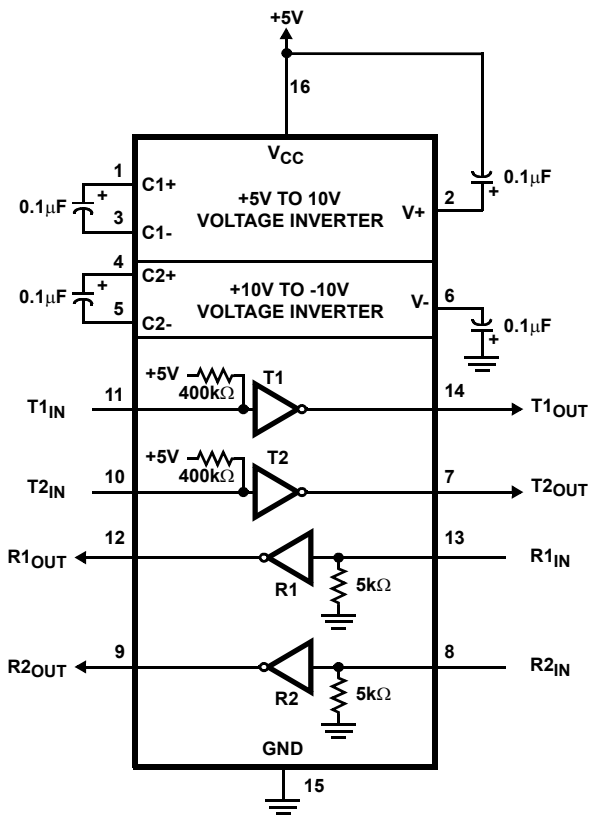 +5V
16
VCC
1
C1+
0.1μF
+
3
C1-
+5V TO 10V
VOLTAGE INVERTER
V+
2
0.1μF
+
4
C2+
0.1μF
+
5
C2-
+10V TO -10V
VOLTAGE INVERTER
V-
6
0.1μF
+
+5V
400kΩ
T1
T1IN
11
14
T1OUT
+5V
400kΩ
T2
T2IN
10
7
T2OUT
R1OUT
12
13
R1IN
R1
5kΩ
R2OUT
9
8
R2IN
R2
5kΩ
GND
15